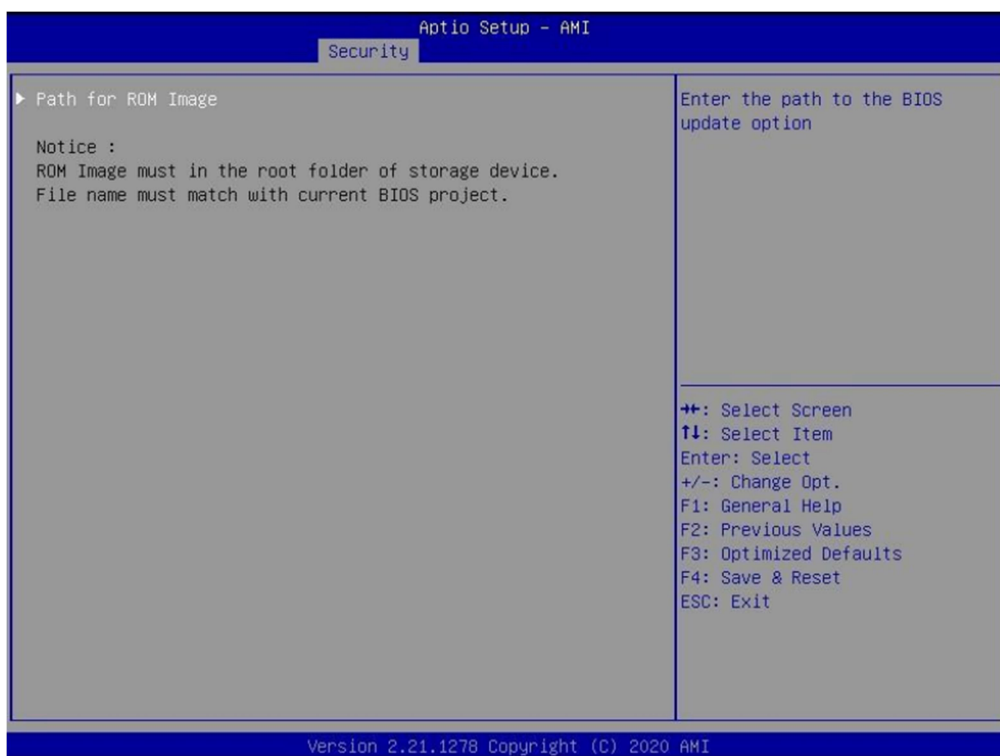 Aptio Setup - AMI
Security
▶ Path for ROM Image
Notice :
ROM Image must in the root folder of storage device.
File name must match with current BIOS project.
Enter the path to the BIOS
update option
→←: Select Screen
↑↓: Select Item
Enter: Select
+/-: Change Opt.
F1: General Help
F2: Previous Values
F3: Optimized Defaults
F4: Save & Reset
ESC: Exit
Version 2.21.1278 Copyright (C) 2020 AMI